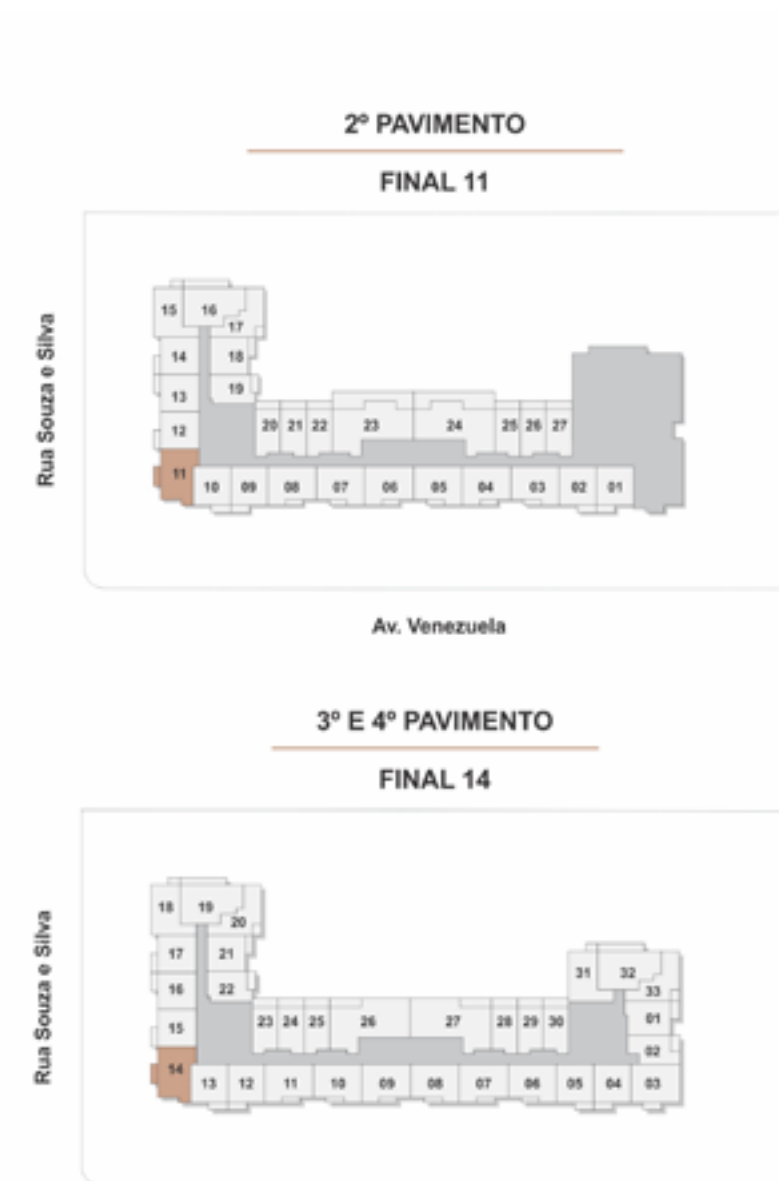 2º PAVIMENTO
FINAL 11
Rua Souza e Silva
15 16
17
14 18
13 19
12 20 21 22 23 24 25 26 27
11
10 09 08 07 06 05 04 03 02 01
Av. Venezuela
3º E 4º PAVIMENTO
FINAL 14
Rua Souza e Silva
18 19
20
17 21 31 32
16 22 33
15 23 24 25 26 27 28 29 30 01
02
14
13 12 11 10 09 08 07 06 05 04 03